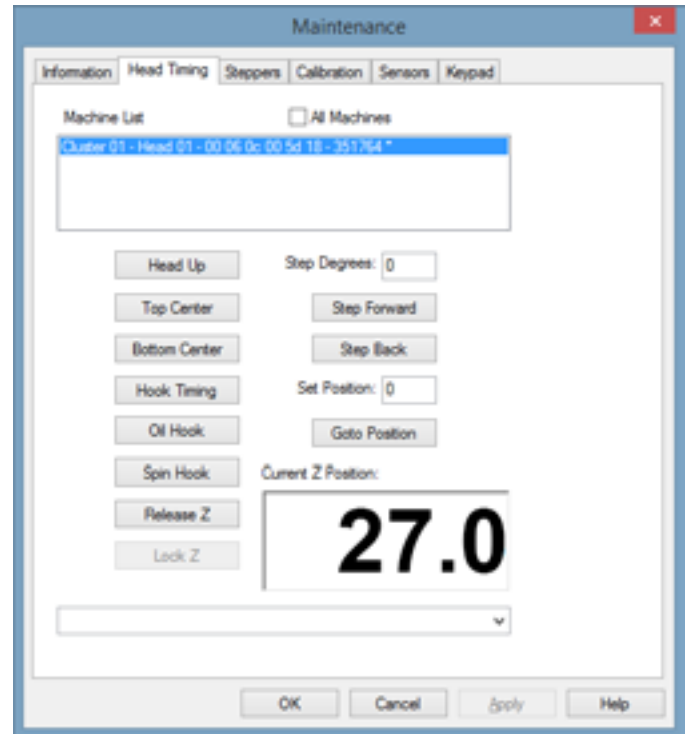 Maintenance
Information Head Timing Steppers Calibration Sensors Keypad
Machine List All Machines
Cluster 01 - Head 01 - 00 06 0c 00 5d 18 - 351764 *
Head Up Step Degrees: 0
Top Center Step Forward
Bottom Center Step Back
Hook Timing Set Position: 0
Oil Hook Goto Position
Spin Hook Current Z Position:
Release Z 27.0
Lock Z
OK Cancel Apply Help